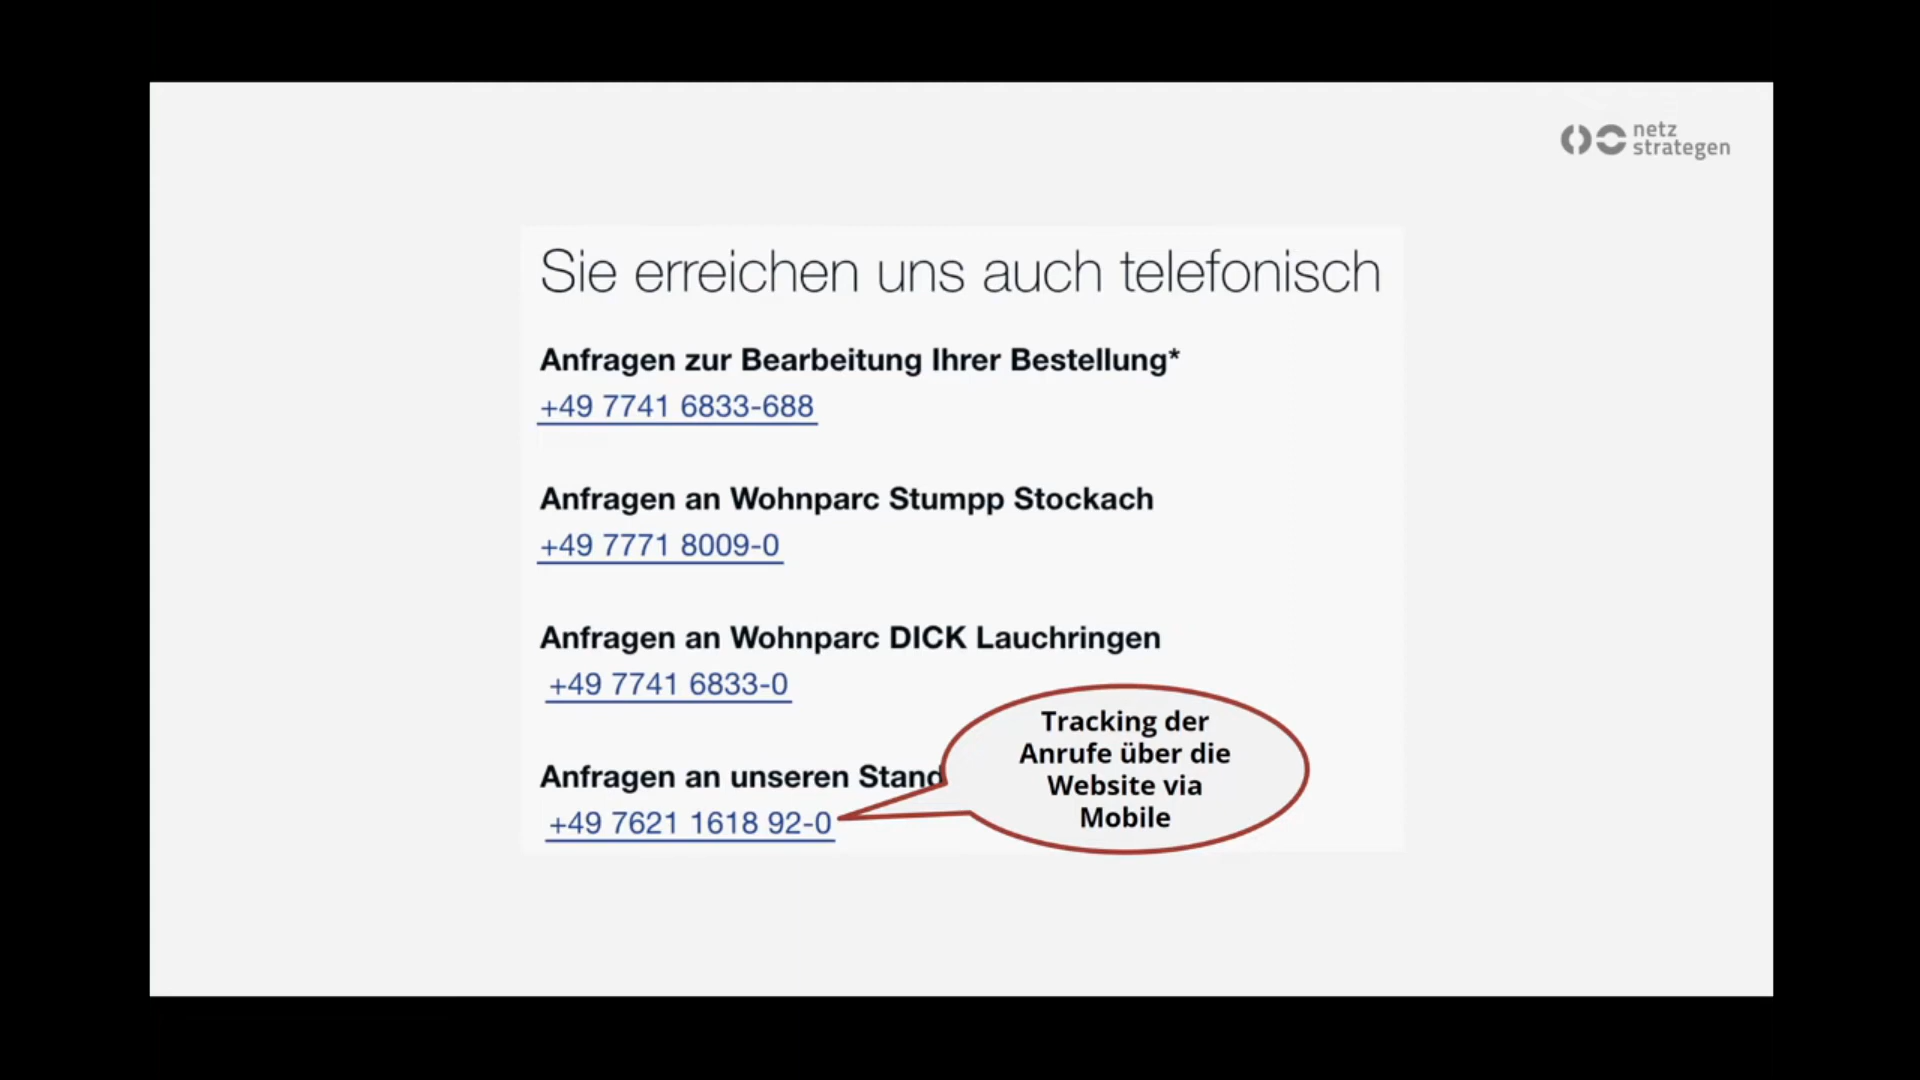 netz
strategen
Sie erreichen uns auch telefonisch
Anfragen zur Bearbeitung Ihrer Bestellung*
+49 7741 6833-688
Anfragen an Wohnparc Stumpp Stockach
+49 7771 8009-0
Anfragen an Wohnparc DICK Lauchringen
+49 7741 6833-0
Anfragen an unseren Stand
+49 7621 1618 92-0
Tracking der
Anrufe über die
Website via
Mobile